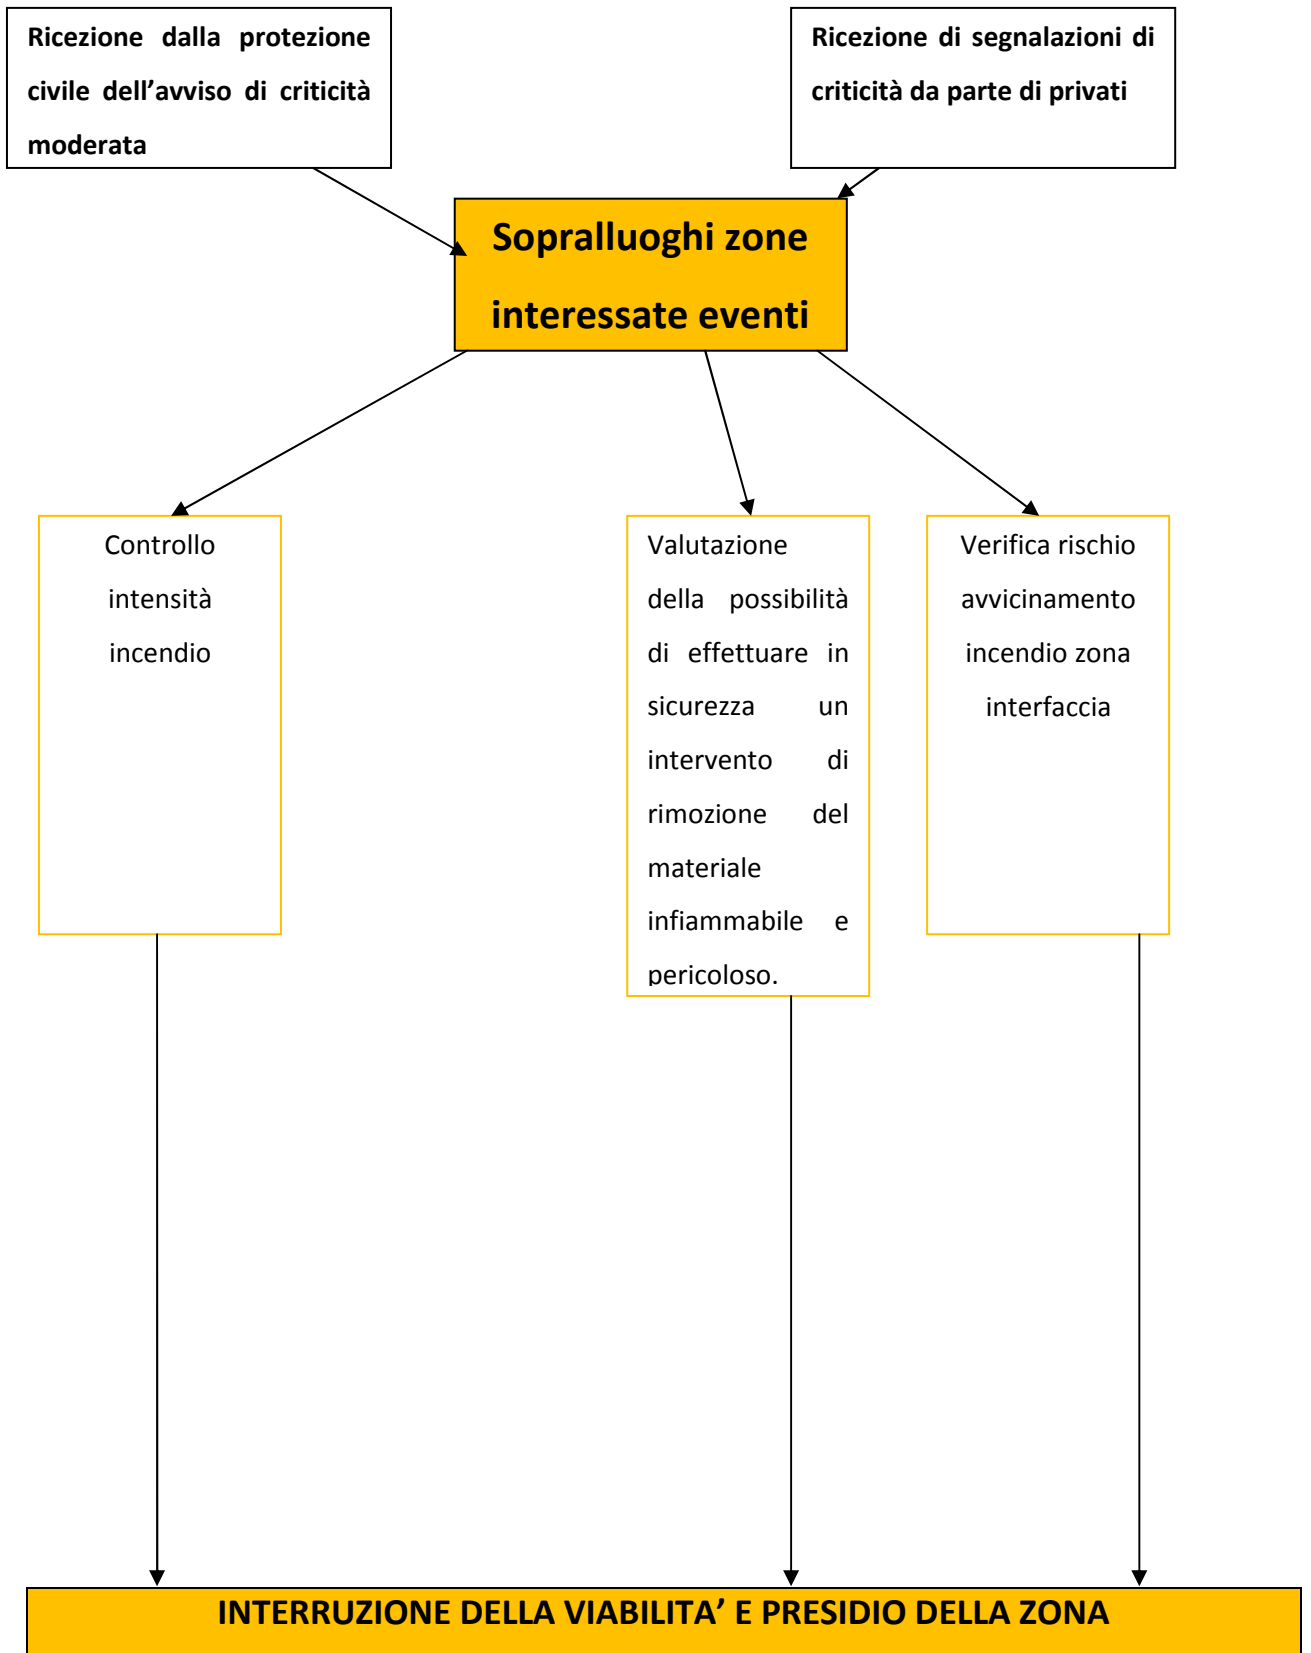 Ricezione dalla protezione
civile dell’avviso di criticità
moderata
Ricezione di segnalazioni di
criticità da parte di privati
Sopralluoghi zone
interessate eventi
Controllo
intensità
incendio
Valutazione
della possibilità
di effettuare in
sicurezza un
intervento di
rimozione del
materiale
infiammabile e
pericoloso.
Verifica rischio
avvicinamento
incendio zona
interfaccia
INTERRUZIONE DELLA VIABILITA’ E PRESIDIO DELLA ZONA